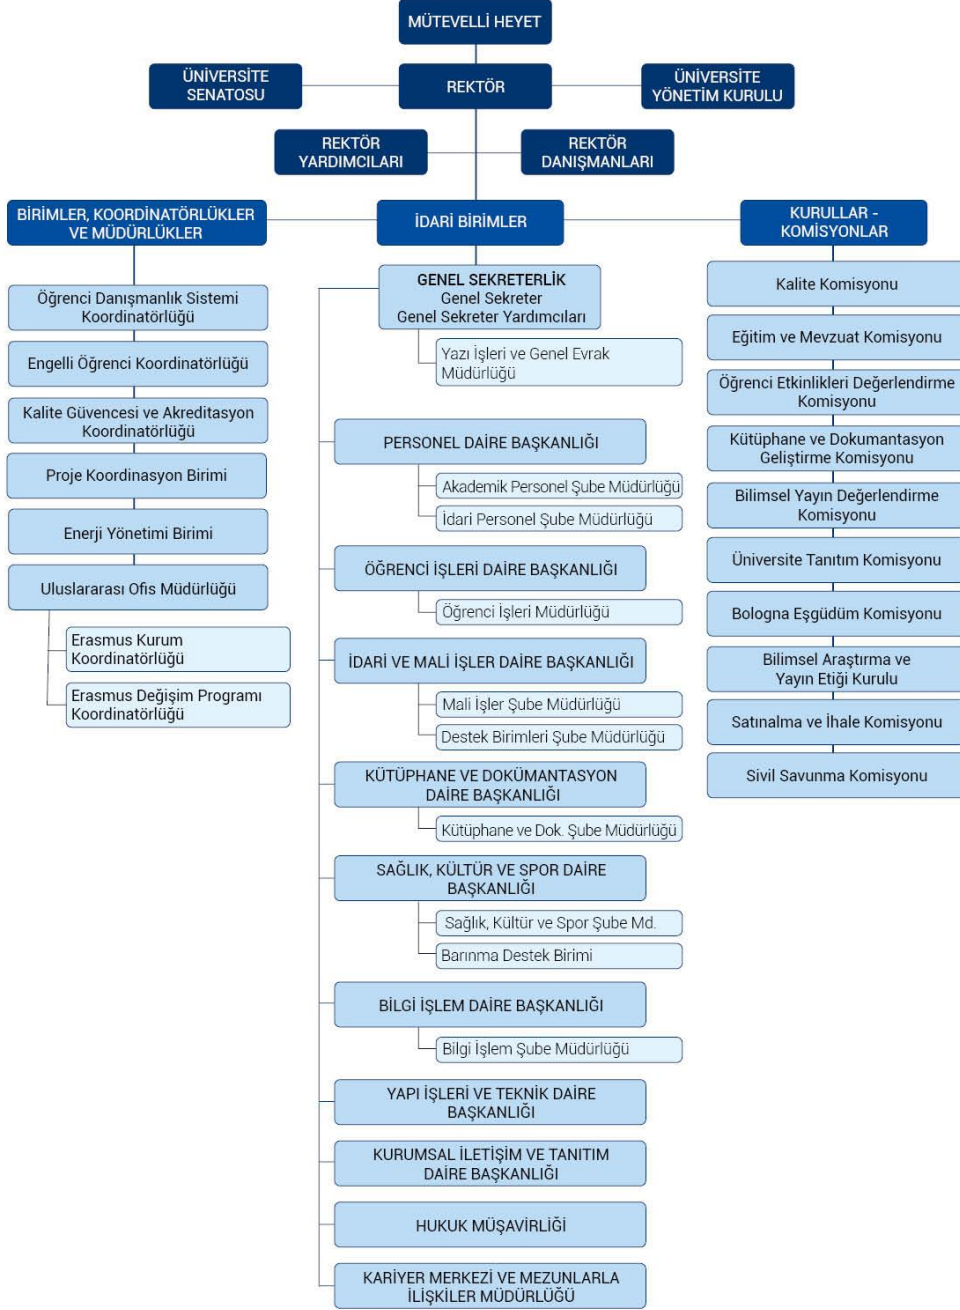 MÜTEVELLİ HEYET
ÜNİVERSİTE
SENATOSU
REKTÖR
ÜNİVERSİTE
YÖNETİM KURULU
REKTÖR
YARDIMCILARI
REKTÖR
DANIŞMANLARI
BİRİMLER, KOORDİNATÖRLÜKLER
VE MÜDÜRLÜKLER
Öğrenci Danışmanlık Sistemi
Koordinatörlüğü
Engelli Öğrenci Koordinatörlüğü
Kalite Güvencesi ve Akreditasyon
Koordinatörlüğü
Proje Koordinasyon Birimi
Enerji Yönetimi Birimi
Uluslararası Ofis Müdürlüğü
Erasmus Kurum
Koordinatörlüğü
Erasmus Değişim Programı
Koordinatörlüğü
İDARİ BİRİMLER
GENEL SEKRETERLİK
Genel Sekreter
Genel Sekreter Yardımcıları
Yazı İşleri ve Genel Evrak
Müdürlüğü
PERSONEL DAİRE BAŞKANLIĞI
Akademik Personel Şube Müdürlüğü
İdari Personel Şube Müdürlüğü
ÖĞRENCİ İŞLERİ DAİRE BAŞKANLIĞI
Öğrenci İşleri Müdürlüğü
İDARİ VE MALİ İŞLER DAİRE BAŞKANLIĞI
Mali İşler Şube Müdürlüğü
Destek Birimleri Şube Müdürlüğü
KÜTÜPHANE VE DOKÜMANTASYON
DAİRE BAŞKANLIĞI
Kütüphane ve Dok. Şube Müdürlüğü
SAĞLIK, KÜLTÜR VE SPOR DAİRE
BAŞKANLIĞI
Sağlık, Kültür ve Spor Şube Md.
Barınma Destek Birimi
BİLGİ İŞLEM DAİRE BAŞKANLIĞI
Bilgi İşlem Şube Müdürlüğü
YAPI İŞLERİ VE TEKNİK DAİRE
BAŞKANLIĞI
KURUMSAL İLETİŞİM VE TANITIM
DAİRE BAŞKANLIĞI
HUKUK MÜŞAVİRLİĞİ
KARİYER MERKEZİ VE MEZUNLARLA
İLİŞKİLER MÜDÜRLÜĞÜ
KURULLAR -
KOMİSYONLAR
Kalite Komisyonu
Eğitim ve Mevzuat Komisyonu
Öğrenci Etkinlikleri Değerlendirme
Komisyonu
Kütüphane ve Dokumantasyon
Geliştirme Komisyonu
Bilimsel Yayın Değerlendirme
Komisyonu
Üniversite Tanıtım Komisyonu
Bologna Eşgüdüm Komisyonu
Bilimsel Araştırma ve
Yayın Etiği Kurulu
Satınalma ve İhale Komisyonu
Sivil Savunma Komisyonu